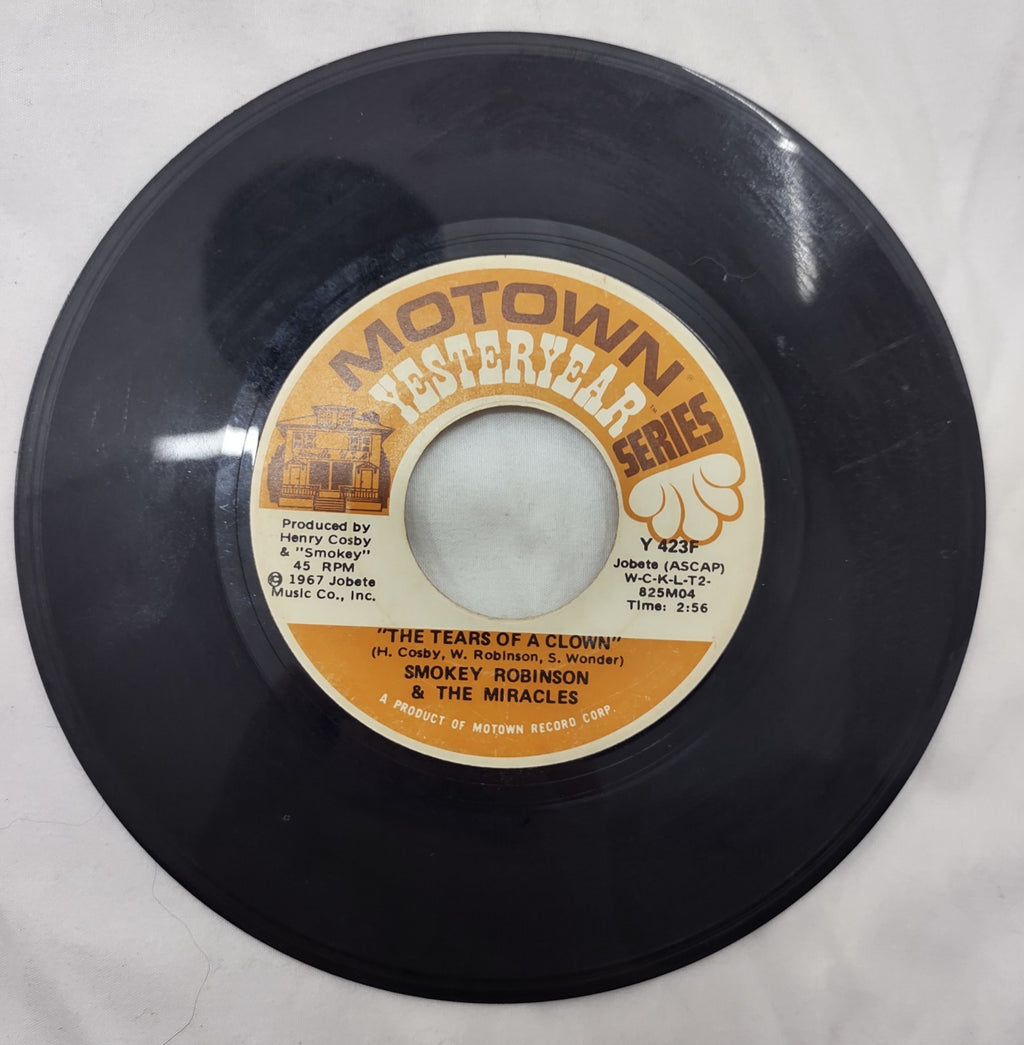 MOTOWN®
YESTERYEAR™
SERIES
Produced by
Henry Cosby
& "Smokey"
45 RPM
© 1967 Jobete
Music Co., Inc.
Y 423F
Jobete (ASCAP)
W-C-K-L-T2-
825M04
Time: 2:56
"THE TEARS OF A CLOWN"
(H. Cosby, W. Robinson, S. Wonder)
SMOKEY ROBINSON
& THE MIRACLES
A PRODUCT OF MOTOWN RECORD CORP.